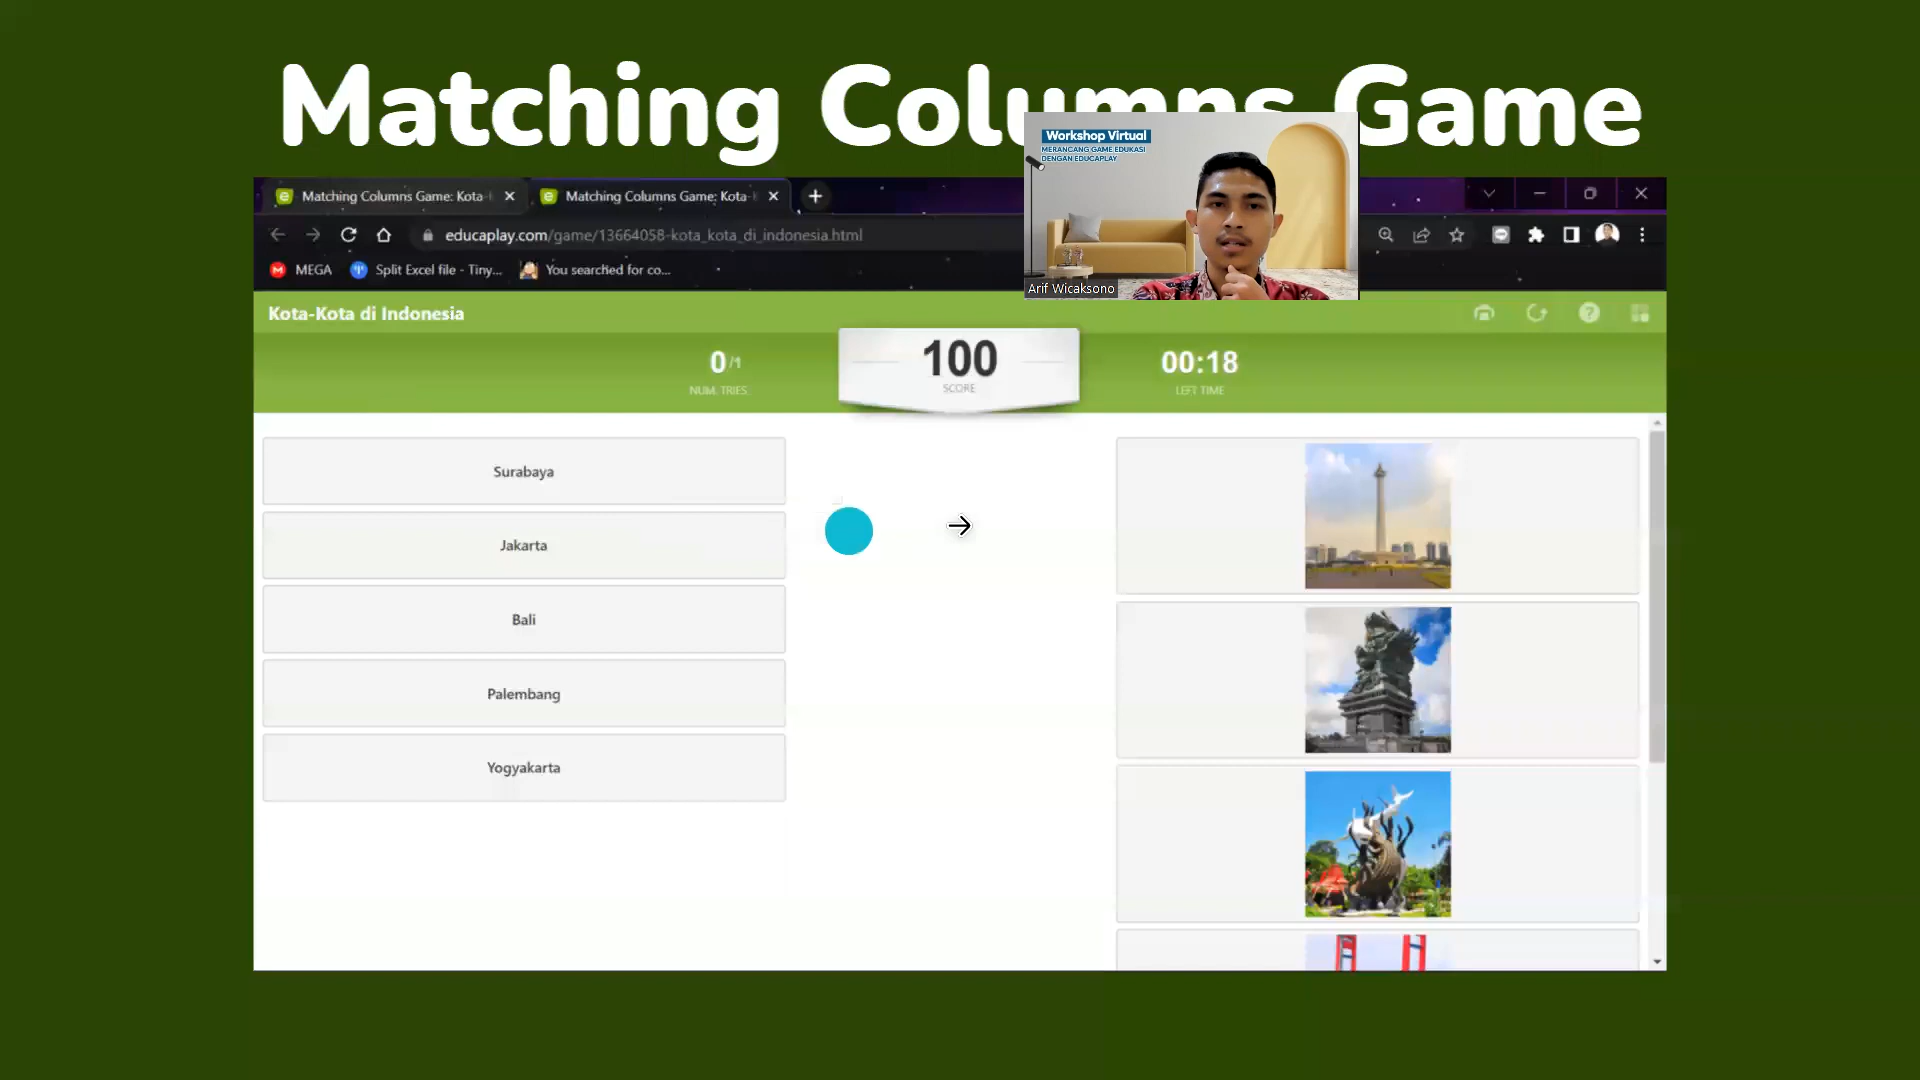 Matching Columns Game
Workshop Virtual
MERANCANG GAME EDUKASI
DENGAN EDUCAPLAY
Arif Wicaksono
Matching Columns Game: Kota-
Matching Columns Game: Kota-
educaplay.com/game/13664058-kota_kota_di_indonesia.html
MEGA
Split Excel file - Tiny...
You searched for co...
Kota-Kota di Indonesia
0/1
NUM. TRIES
100
SCORE
00:18
LEFT TIME
Surabaya
Jakarta
Bali
Palembang
Yogyakarta